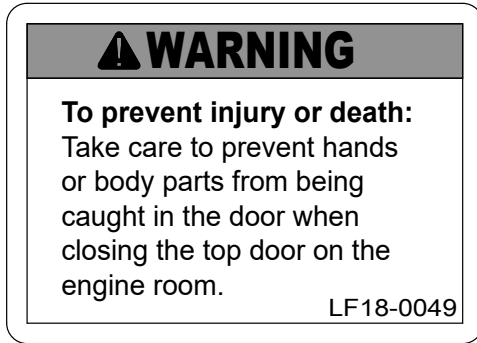 WARNING
To prevent injury or death:
Take care to prevent hands
or body parts from being
caught in the door when
closing the top door on the
engine room.
LF18-0049